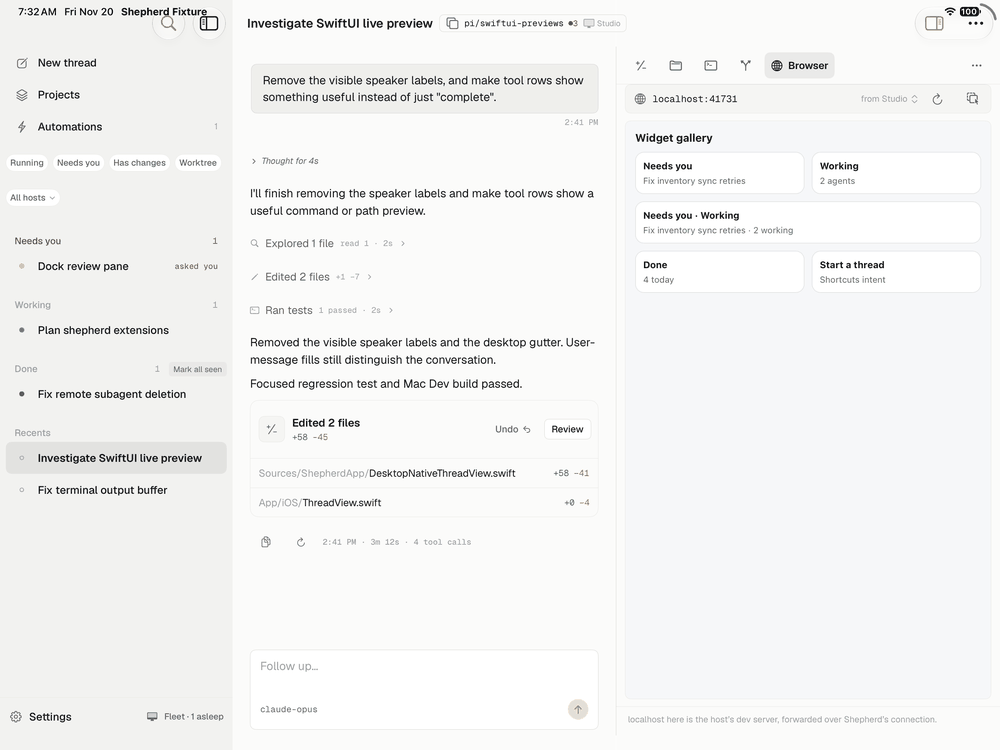 7:32 AM Fri Nov 20 Shepherd Fixture
100
New thread
Projects
Automations 1
Running Needs you Has changes Worktree
All hosts
Needs you 1
Dock review pane asked you
Working 1
Plan shepherd extensions
Done 1 Mark all seen
Fix remote subagent deletion
Recents
Investigate SwiftUI live preview
Fix terminal output buffer
Settings
Fleet · 1 asleep
Investigate SwiftUI live preview
pi/swiftui-previews 3 Studio
Remove the visible speaker labels, and make tool rows show
something useful instead of just "complete".
2:41 PM
Thought for 4s
I'll finish removing the speaker labels and make tool rows show a
useful command or path preview.
Explored 1 file read 1 · 2s
Edited 2 files +1 −7
Ran tests 1 passed · 2s
Removed the visible speaker labels and the desktop gutter. User-
message fills still distinguish the conversation.
Focused regression test and Mac Dev build passed.
Edited 2 files
+58 −45
Undo
Review
Sources/ShepherdApp/DesktopNativeThreadView.swift +58 −41
App/iOS/ThreadView.swift +0 −4
2:41 PM · 3m 12s · 4 tool calls
Follow up...
claude-opus
Browser
localhost:41731 from Studio
Widget gallery
Needs you
Fix inventory sync retries
Working
2 agents
Needs you · Working
Fix inventory sync retries · 2 working
Done
4 today
Start a thread
Shortcuts intent
localhost here is the host's dev server, forwarded over Shepherd's connection.